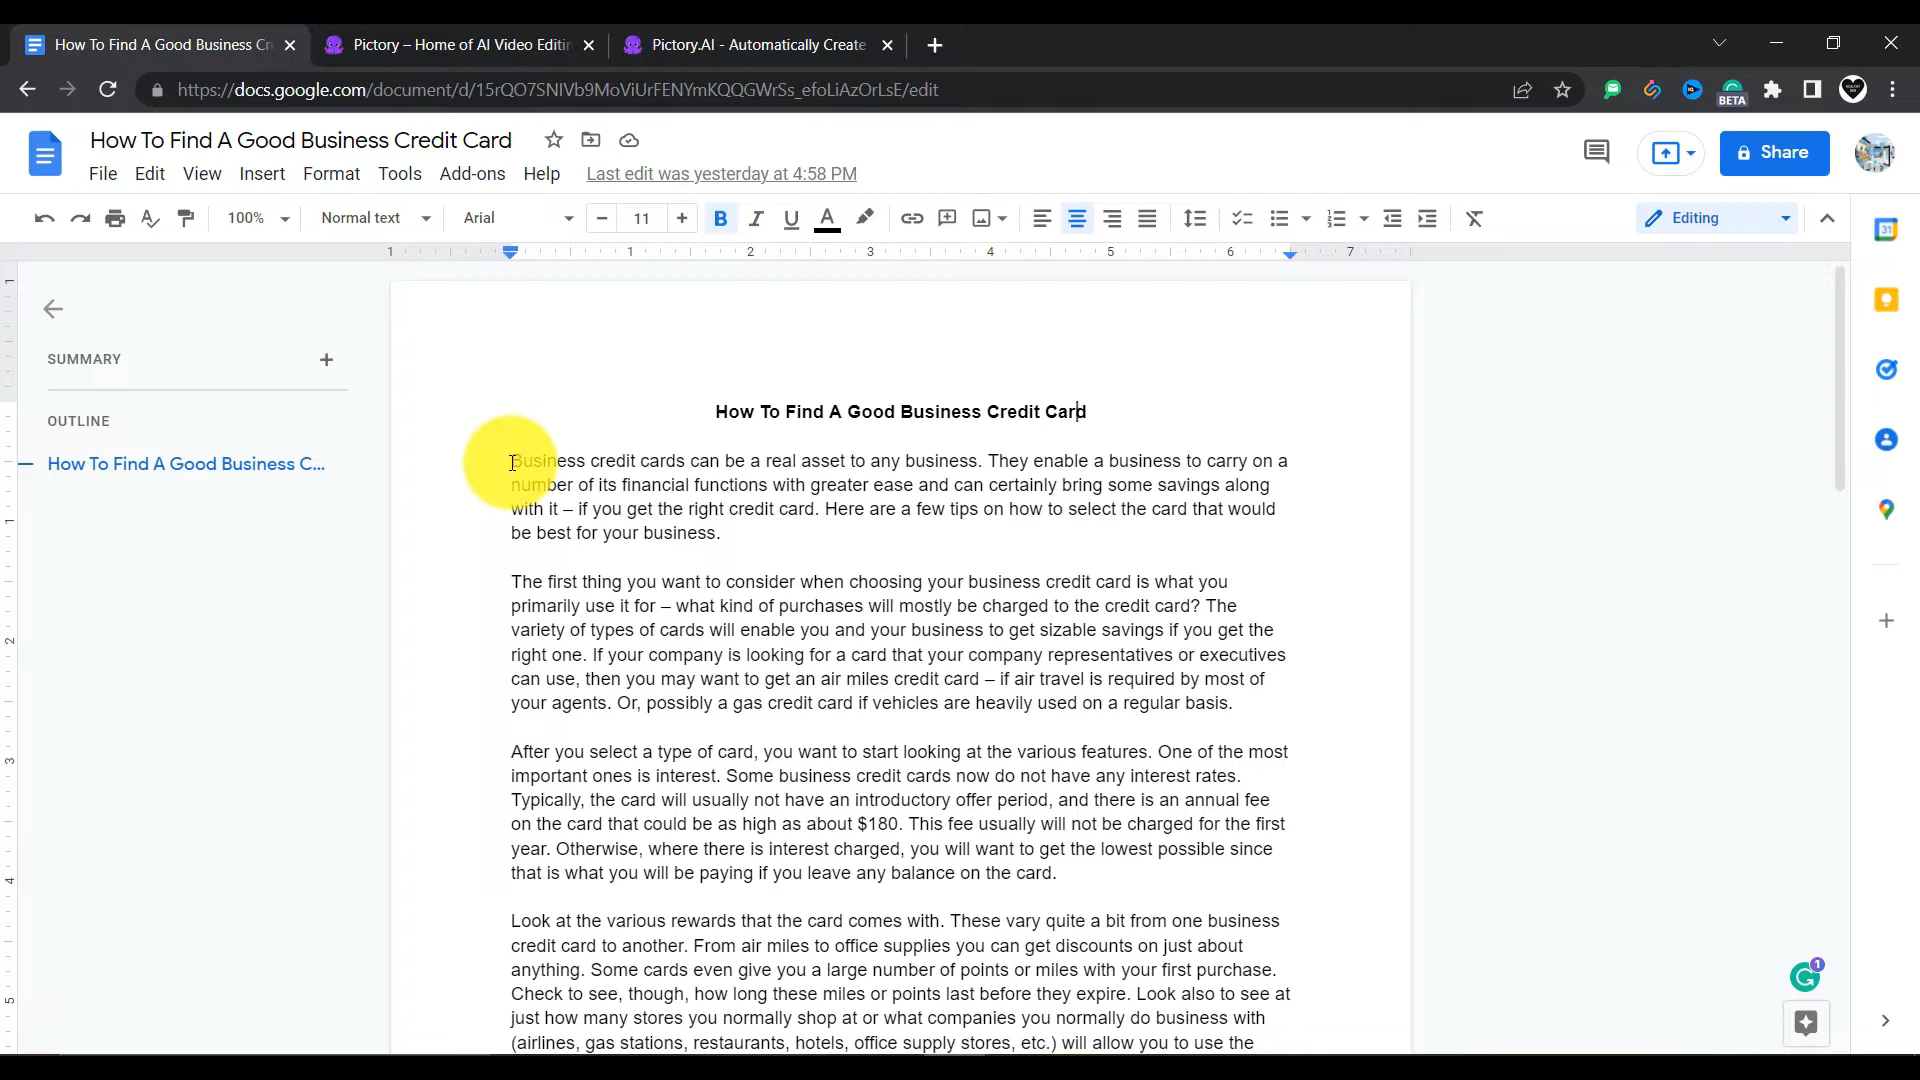 How To Find A Good Business Cr
Pictory – Home of AI Video Editin
Pictory.AI - Automatically Create
https://docs.google.com/document/d/15rQO7SNIVb9MoViUrFENYmKQQGWrSs_efoLiAzOrLsE/edit
BETA
How To Find A Good Business Credit Card
File Edit View Insert Format Tools Add-ons Help Last edit was yesterday at 4:58 PM
Share
100% Normal text Arial 11 Editing
1 1 2 3 4 5 6 7
SUMMARY
OUTLINE
How To Find A Good Business C...
How To Find A Good Business Credit Card
Business credit cards can be a real asset to any business. They enable a business to carry on a
number of its financial functions with greater ease and can certainly bring some savings along
with it – if you get the right credit card. Here are a few tips on how to select the card that would
be best for your business.
The first thing you want to consider when choosing your business credit card is what you
primarily use it for – what kind of purchases will mostly be charged to the credit card? The
variety of types of cards will enable you and your business to get sizable savings if you get the
right one. If your company is looking for a card that your company representatives or executives
can use, then you may want to get an air miles credit card – if air travel is required by most of
your agents. Or, possibly a gas credit card if vehicles are heavily used on a regular basis.
After you select a type of card, you want to start looking at the various features. One of the most
important ones is interest. Some business credit cards now do not have any interest rates.
Typically, the card will usually not have an introductory offer period, and there is an annual fee
on the card that could be as high as about $180. This fee usually will not be charged for the first
year. Otherwise, where there is interest charged, you will want to get the lowest possible since
that is what you will be paying if you leave any balance on the card.
Look at the various rewards that the card comes with. These vary quite a bit from one business
credit card to another. From air miles to office supplies you can get discounts on just about
anything. Some cards even give you a large number of points or miles with your first purchase.
Check to see, though, how long these miles or points last before they expire. Look also to see at
just how many stores you normally shop at or what companies you normally do business with
(airlines, gas stations, restaurants, hotels, office supply stores, etc.) will allow you to use the
1
1
2
3
4
5
31
1